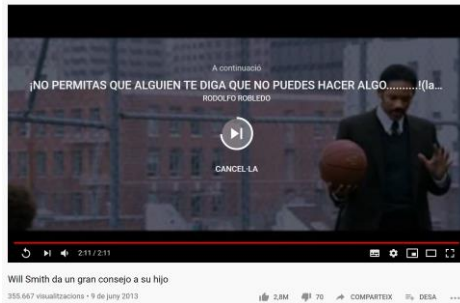 A continuació
¡NO PERMITAS QUE ALGUIEN TE DIGA QUE NO PUEDES HACER ALGO..........!(la...
RODOLFO ROBLEDO
CANCEL·LA
2:11 / 2:11
Will Smith da un gran consejo a su hijo
355.667 visualitzacions • 9 de juny 2013
2,8M 70 COMPARTEIX DESA ...